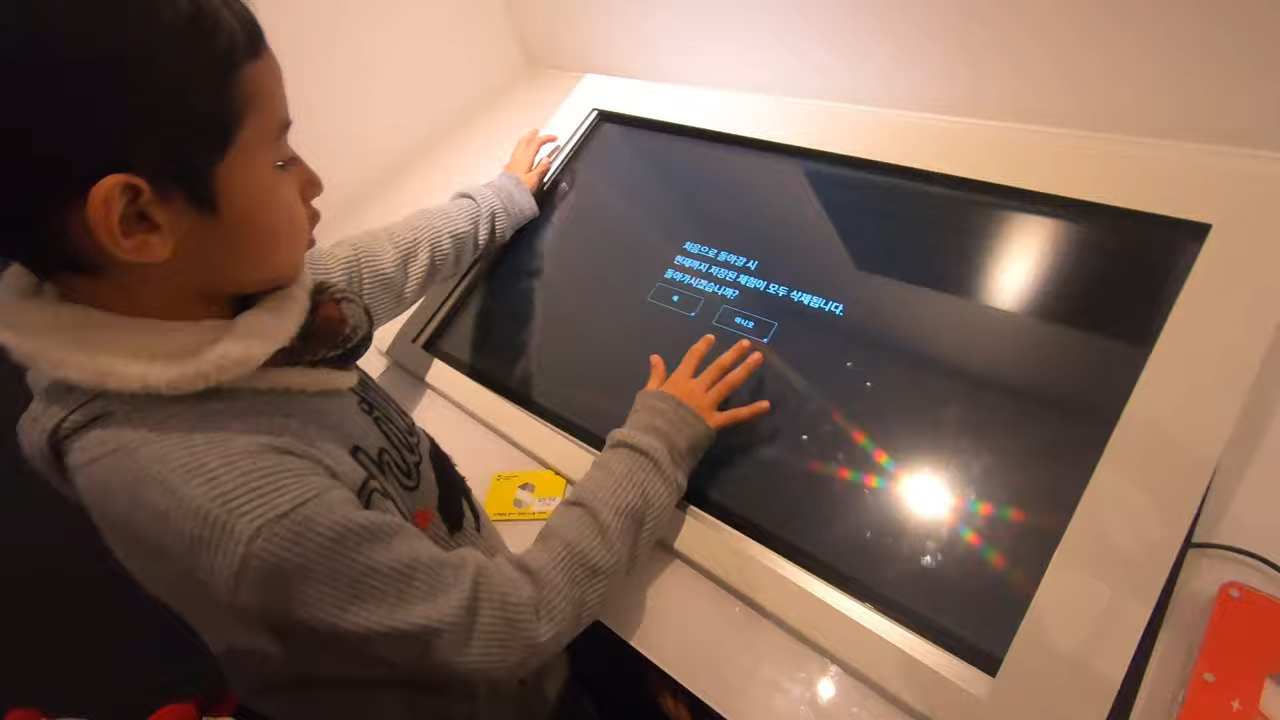 처음으로 돌아갈 시
현재까지 저장된 체험이 모두 삭제됩니다.
돌아가시겠습니까?
예
아니오